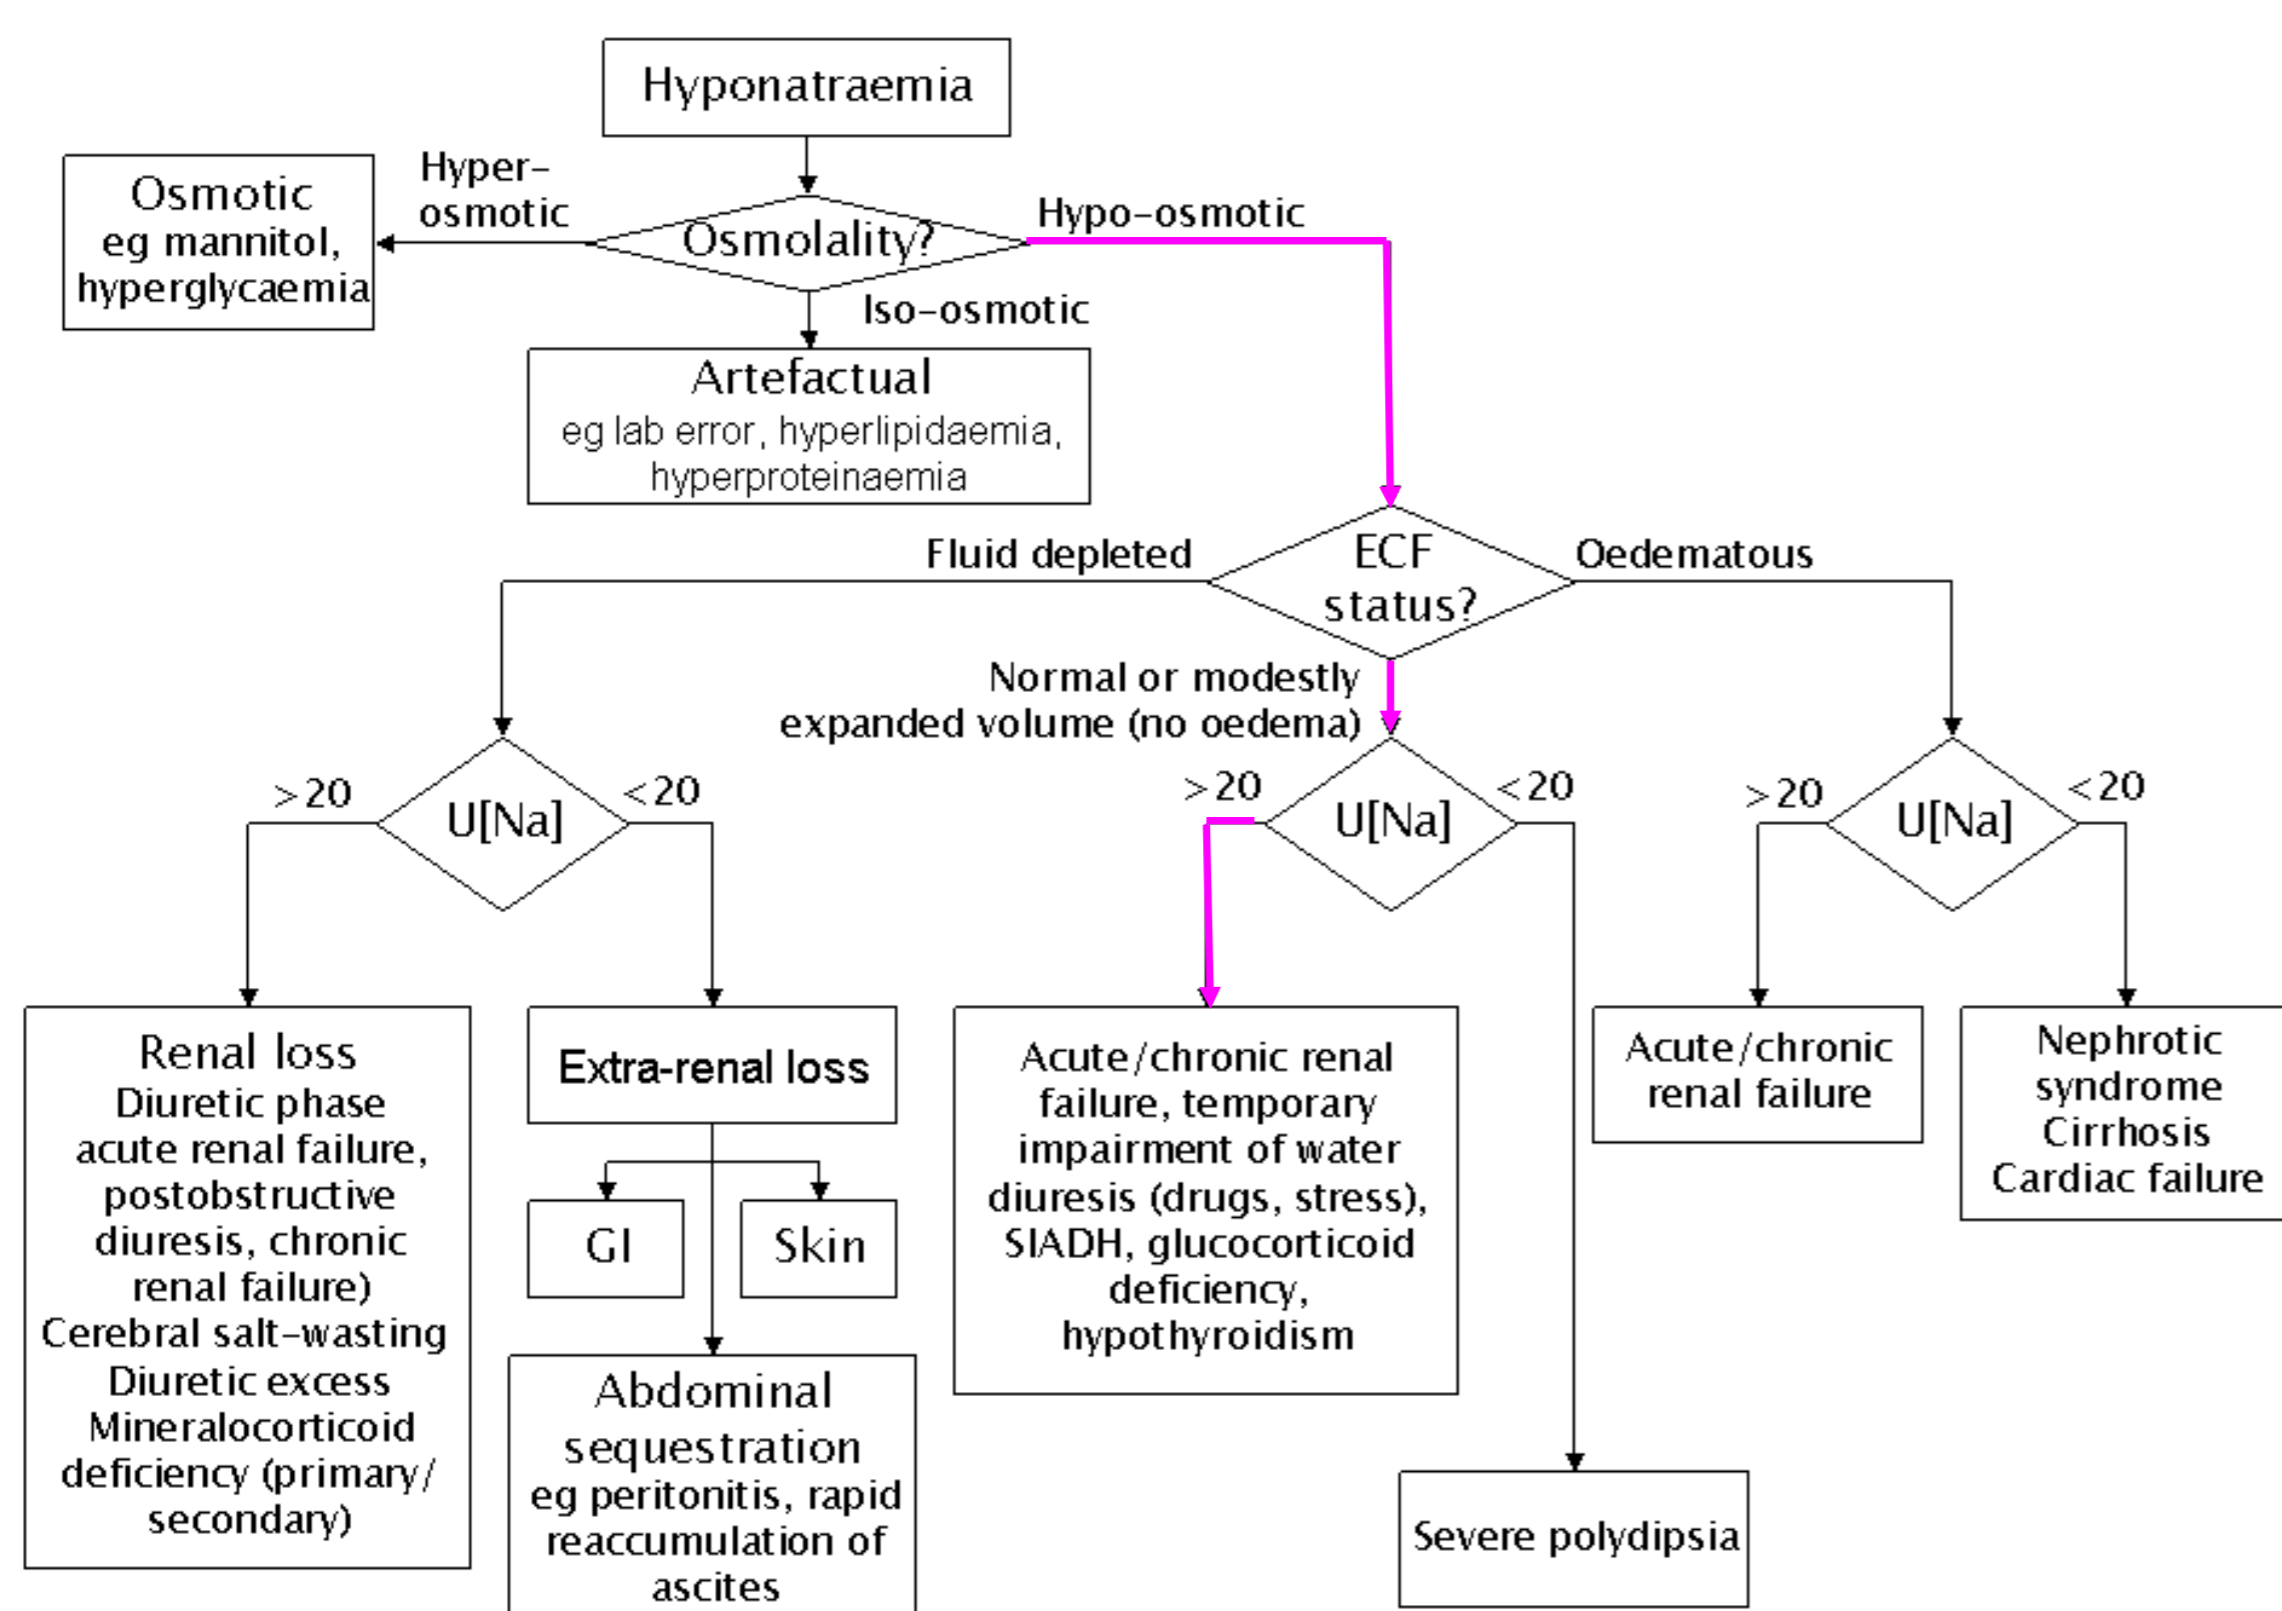 Hyponatraemia
Osmotic
eg mannitol,
hyperglycaemia
Hyper-
osmotic
Osmolality?
Hypo-osmotic
Iso-osmotic
Artefactual
eg lab error, hyperlipidaemia,
hyperproteinaemia
Fluid depleted
ECF
status?
Oedematous
Normal or modestly
expanded volume (no oedema)
>20
U[Na]
<20
>20
U[Na]
<20
>20
U[Na]
<20
Renal loss
Diuretic phase
acute renal failure,
postobstructive
diuresis, chronic
renal failure)
Cerebral salt-wasting
Diuretic excess
Mineralocorticoid
deficiency (primary/
secondary)
Extra-renal loss
GI
Skin
Abdominal
sequestration
eg peritonitis, rapid
reaccumulation of
ascites
Acute/chronic renal
failure, temporary
impairment of water
diuresis (drugs, stress),
SIADH, glucocorticoid
deficiency,
hypothyroidism
Severe polydipsia
Acute/chronic
renal failure
Nephrotic
syndrome
Cirrhosis
Cardiac failure